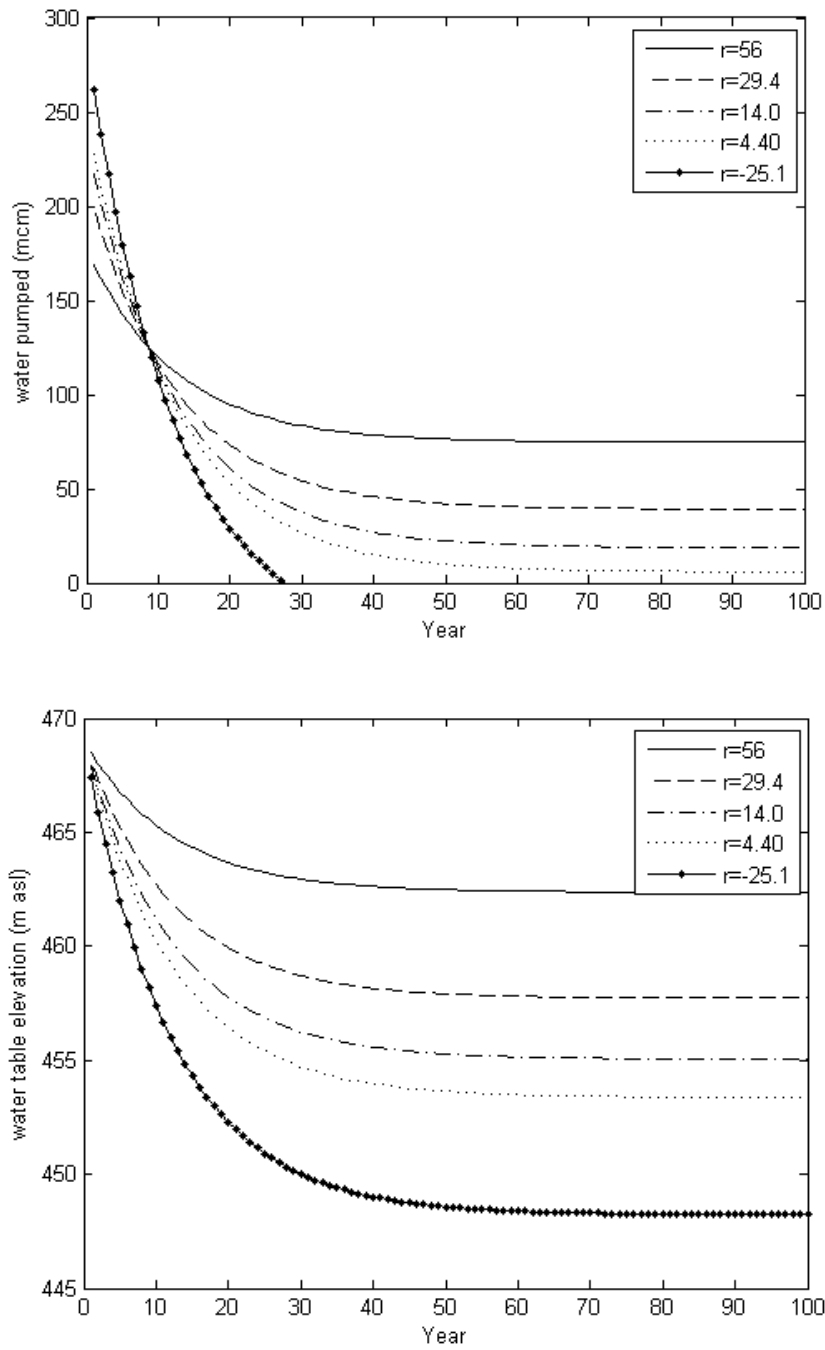 300
250
200
150
100
50
0
water pumped (mcm)
r=56
r=29.4
r=14.0
r=4.40
r=-25.1
0 10 20 30 40 50 60 70 80 90 100
Year
470
465
460
455
450
445
water table elevation (m asl)
r=56
r=29.4
r=14.0
r=4.40
r=-25.1
0 10 20 30 40 50 60 70 80 90 100
Year